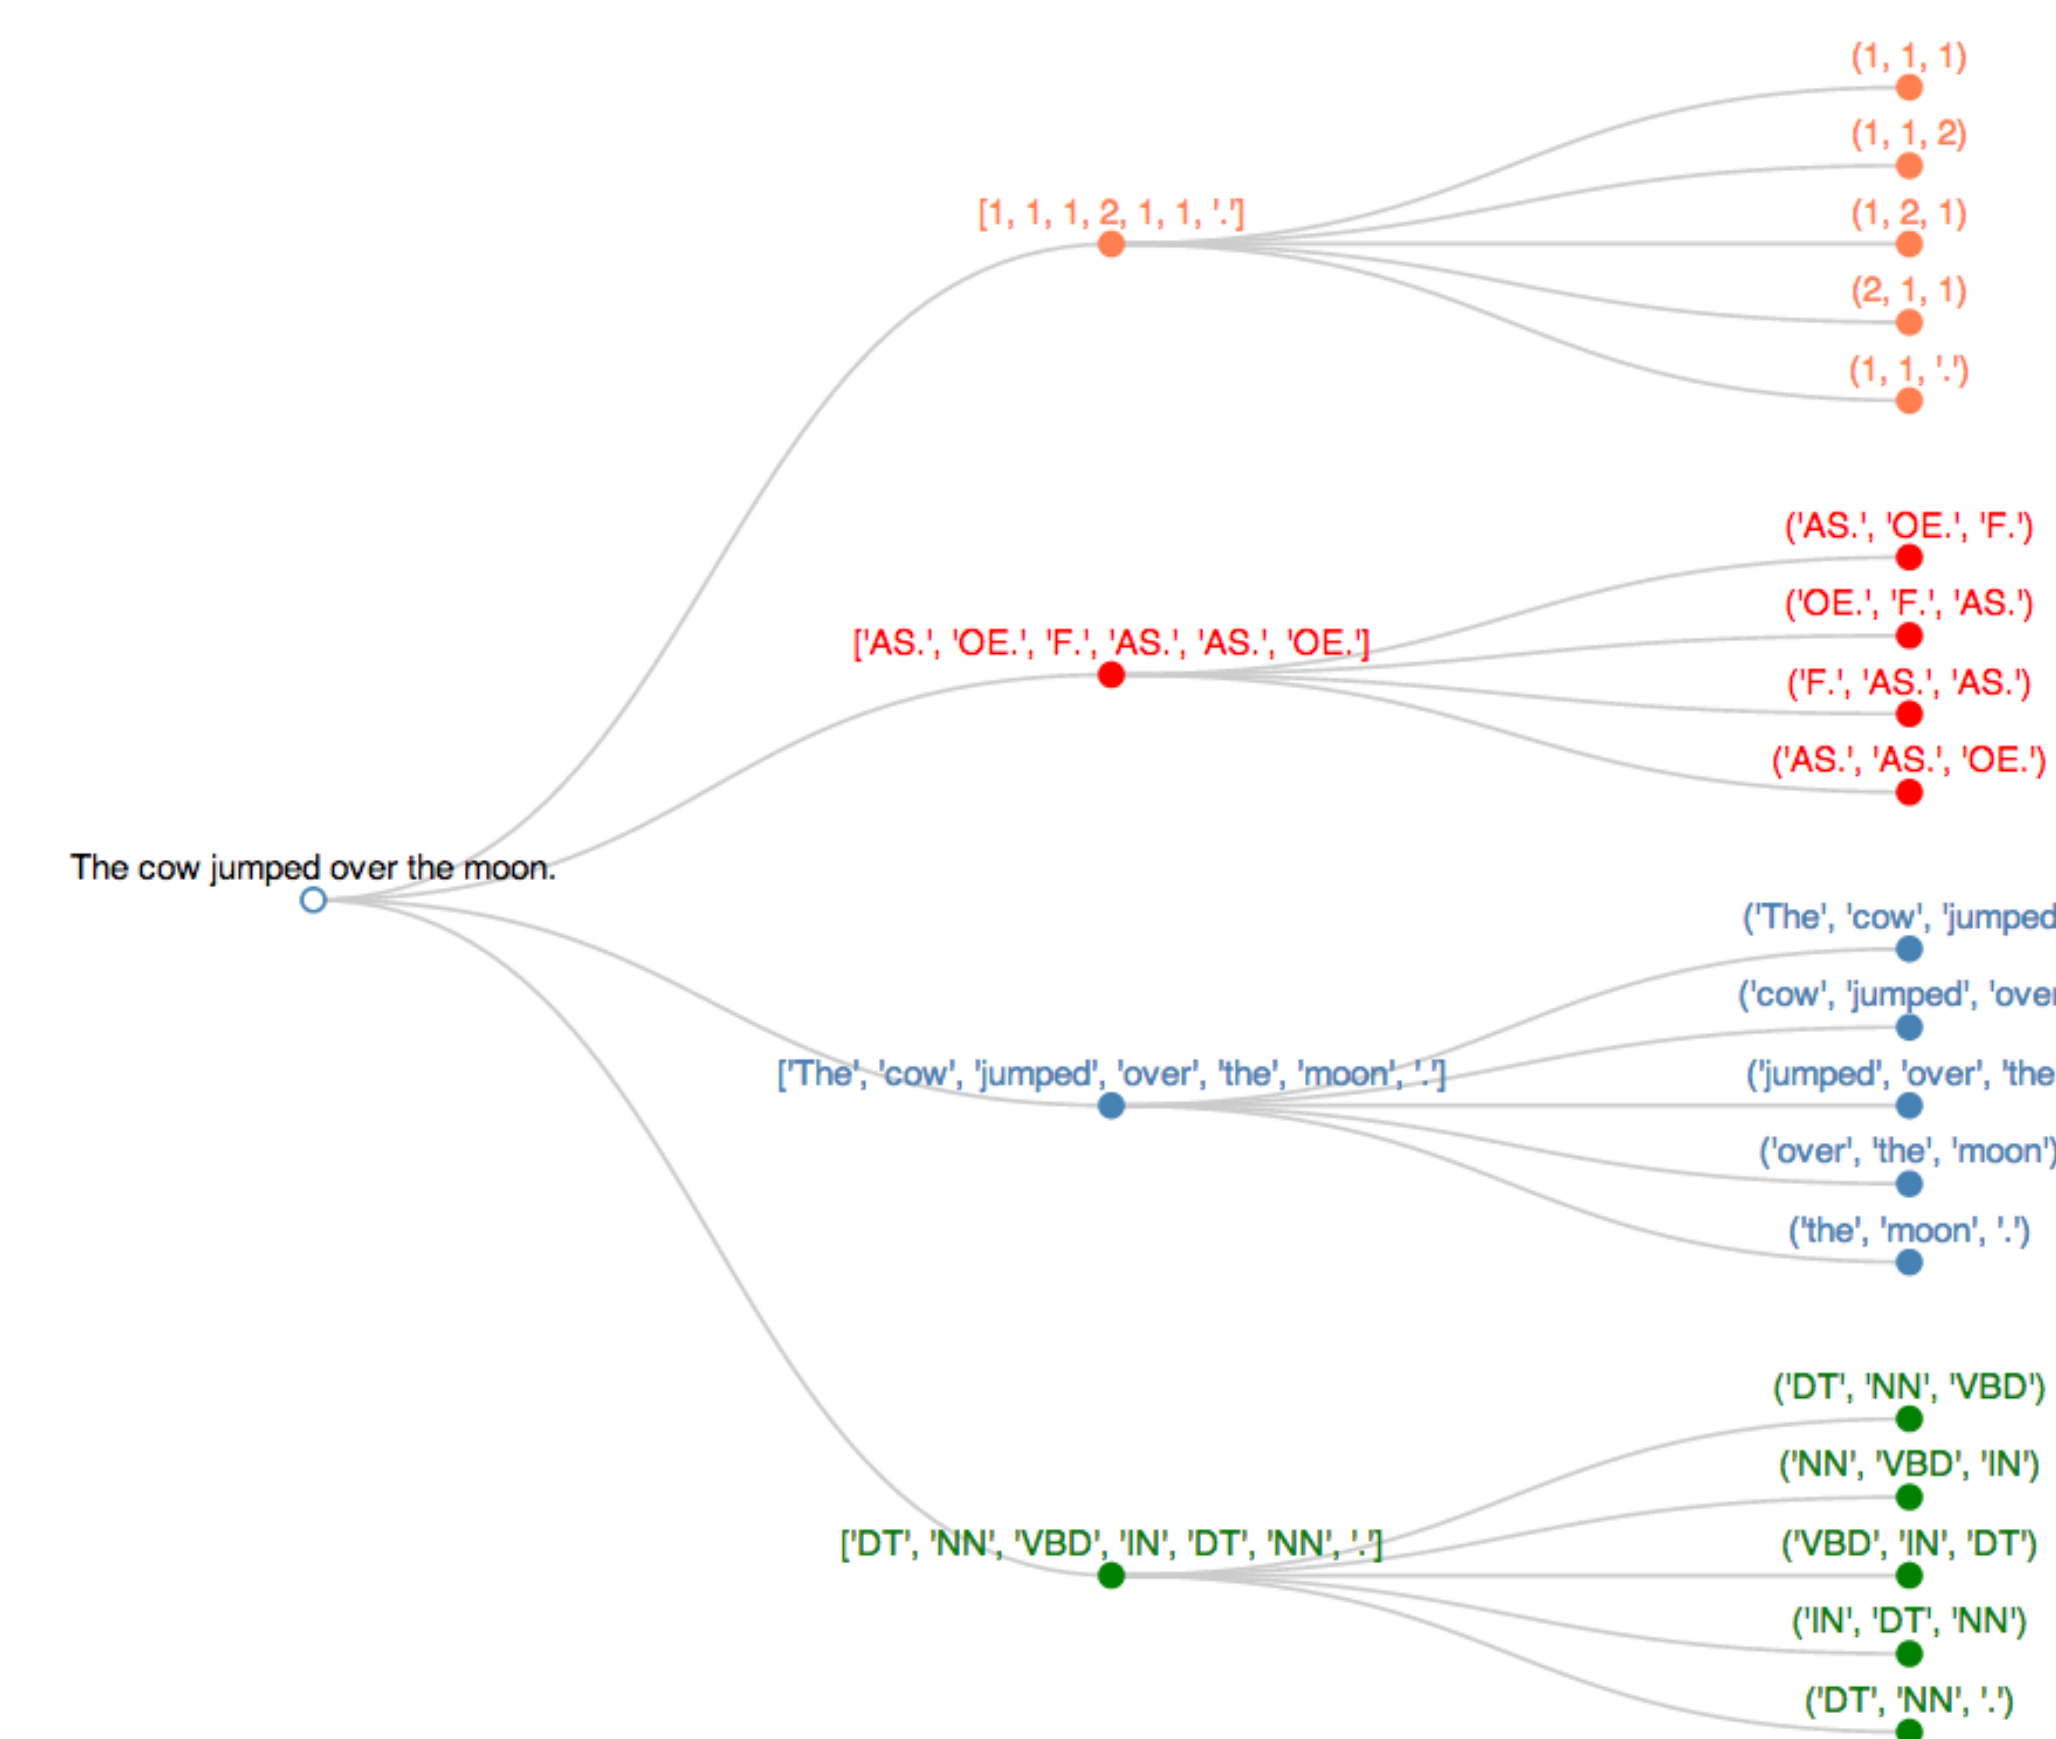 (1, 1, 1)
(1, 1, 2)
[1, 1, 1, 2, 1, 1, '.']
(1, 2, 1)
(2, 1, 1)
(1, 1, '.')
('AS.', 'OE.', 'F.')
('OE.', 'F.', 'AS.')
['AS.', 'OE.', 'F.', 'AS.', 'AS.', 'OE.']
('F.', 'AS.', 'AS.')
('AS.', 'AS.', 'OE.')
The cow jumped over the moon.
('The', 'cow', 'jumped
('cow', 'jumped', 'over
['The', 'cow', 'jumped', 'over', 'the', 'moon', '.']
('jumped', 'over', 'the
('over', 'the', 'moon')
('the', 'moon', '.')
('DT', 'NN', 'VBD')
('NN', 'VBD', 'IN')
['DT', 'NN', 'VBD', 'IN', 'DT', 'NN', '.']
('VBD', 'IN', 'DT')
('IN', 'DT', 'NN')
('DT', 'NN', '.')